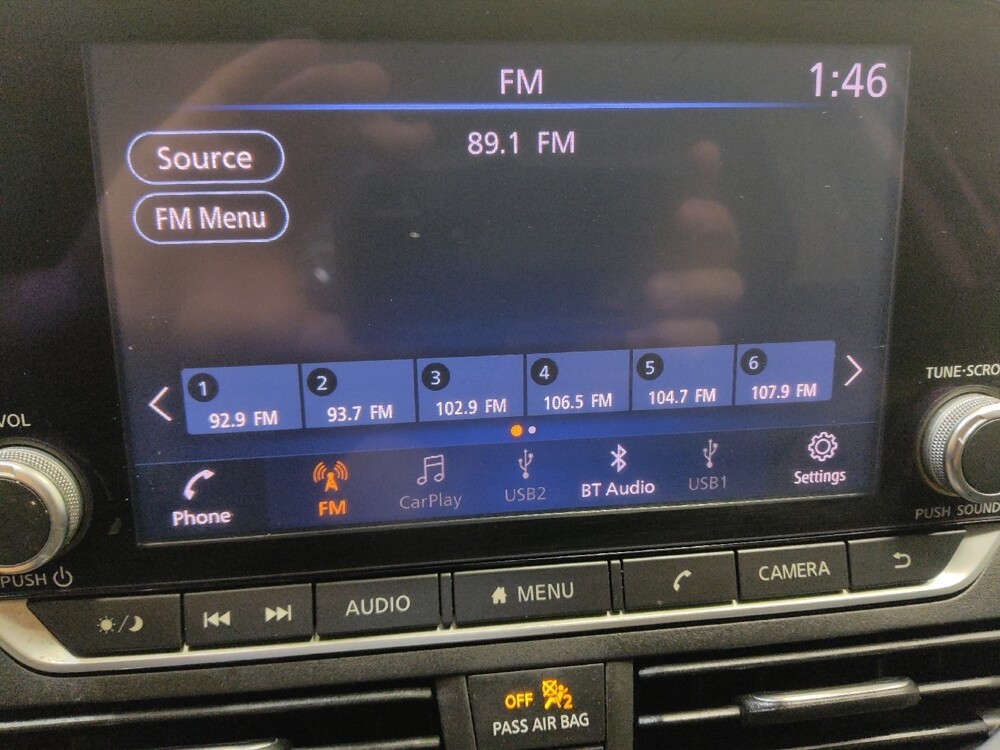 FM
1:46
89.1 FM
Source
FM Menu
1
92.9 FM
2
93.7 FM
3
102.9 FM
4
106.5 FM
5
104.7 FM
6
107.9 FM
Phone
FM
CarPlay
USB2
BT Audio
USB1
Settings
VOL
TUNE·SCRO
PUSH
PUSH SOUND
AUDIO
MENU
CAMERA
OFF 2
PASS AIR BAG